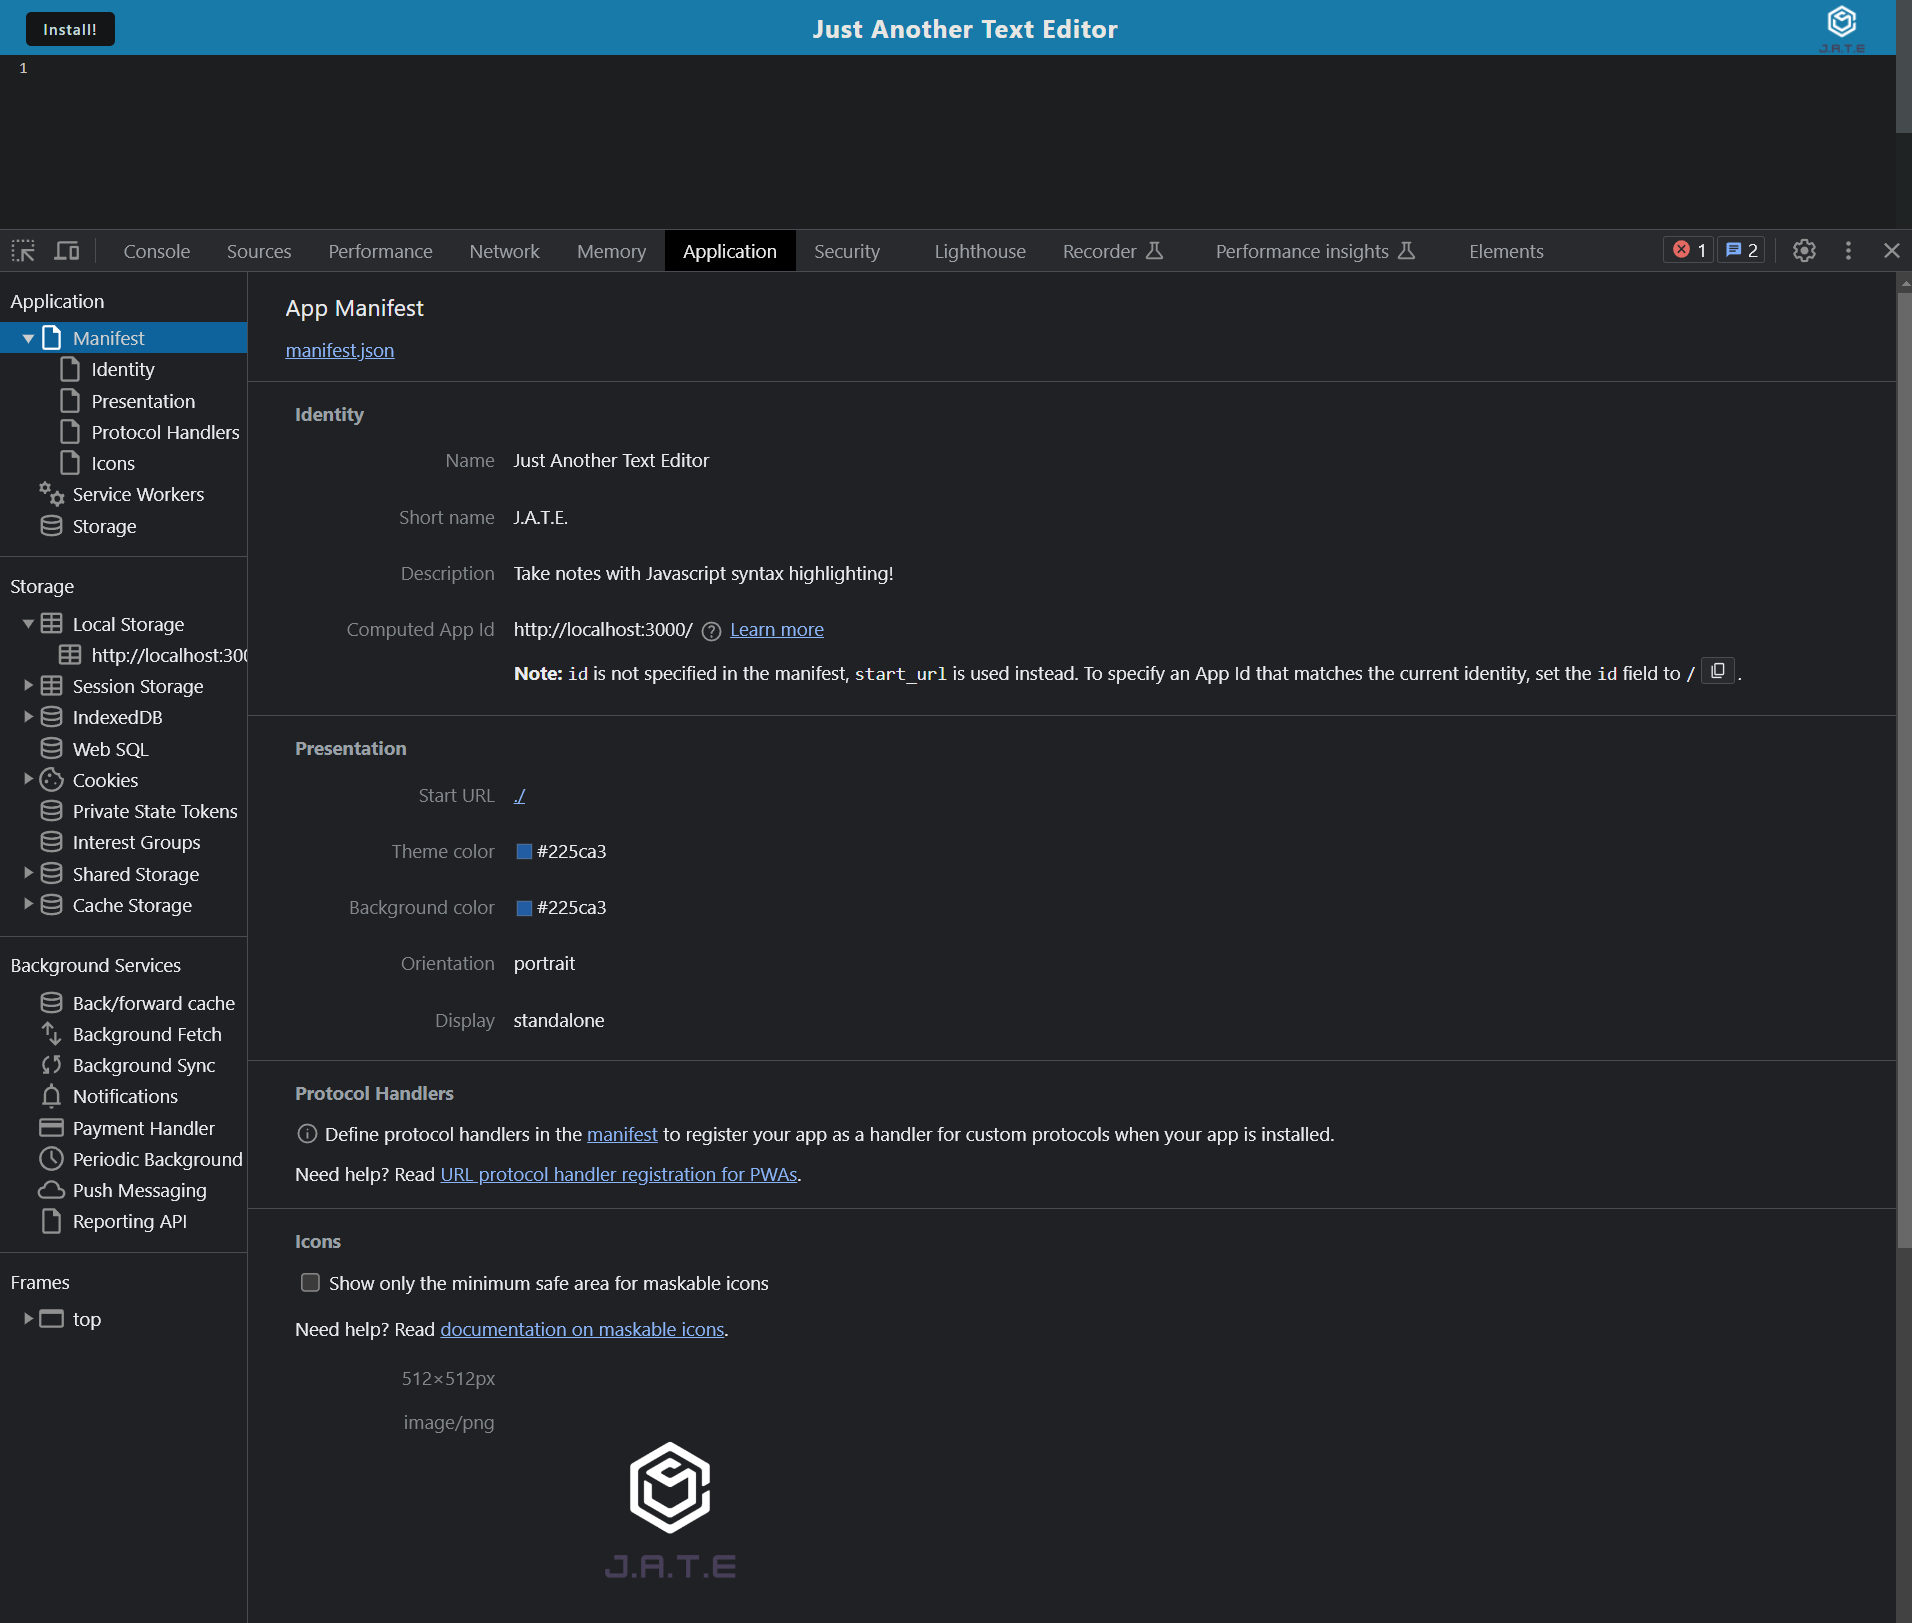 Install!
Just Another Text Editor
J.A.T.E
1
Console Sources Performance Network Memory Application Security Lighthouse Recorder Performance insights Elements 1 2
Application
Manifest
Identity
Presentation
Protocol Handlers
Icons
Service Workers
Storage
Storage
Local Storage
http://localhost:300
Session Storage
IndexedDB
Web SQL
Cookies
Private State Tokens
Interest Groups
Shared Storage
Cache Storage
Background Services
Back/forward cache
Background Fetch
Background Sync
Notifications
Payment Handler
Periodic Background
Push Messaging
Reporting API
Frames
top
App Manifest
manifest.json
Identity
Name Just Another Text Editor
Short name J.A.T.E.
Description Take notes with Javascript syntax highlighting!
Computed App Id http://localhost:3000/ Learn more
Note: id is not specified in the manifest, start_url is used instead. To specify an App Id that matches the current identity, set the id field to / .
Presentation
Start URL ./
Theme color #225ca3
Background color #225ca3
Orientation portrait
Display standalone
Protocol Handlers
Define protocol handlers in the manifest to register your app as a handler for custom protocols when your app is installed.
Need help? Read URL protocol handler registration for PWAs.
Icons
Show only the minimum safe area for maskable icons
Need help? Read documentation on maskable icons.
512×512px
image/png
J.A.T.E